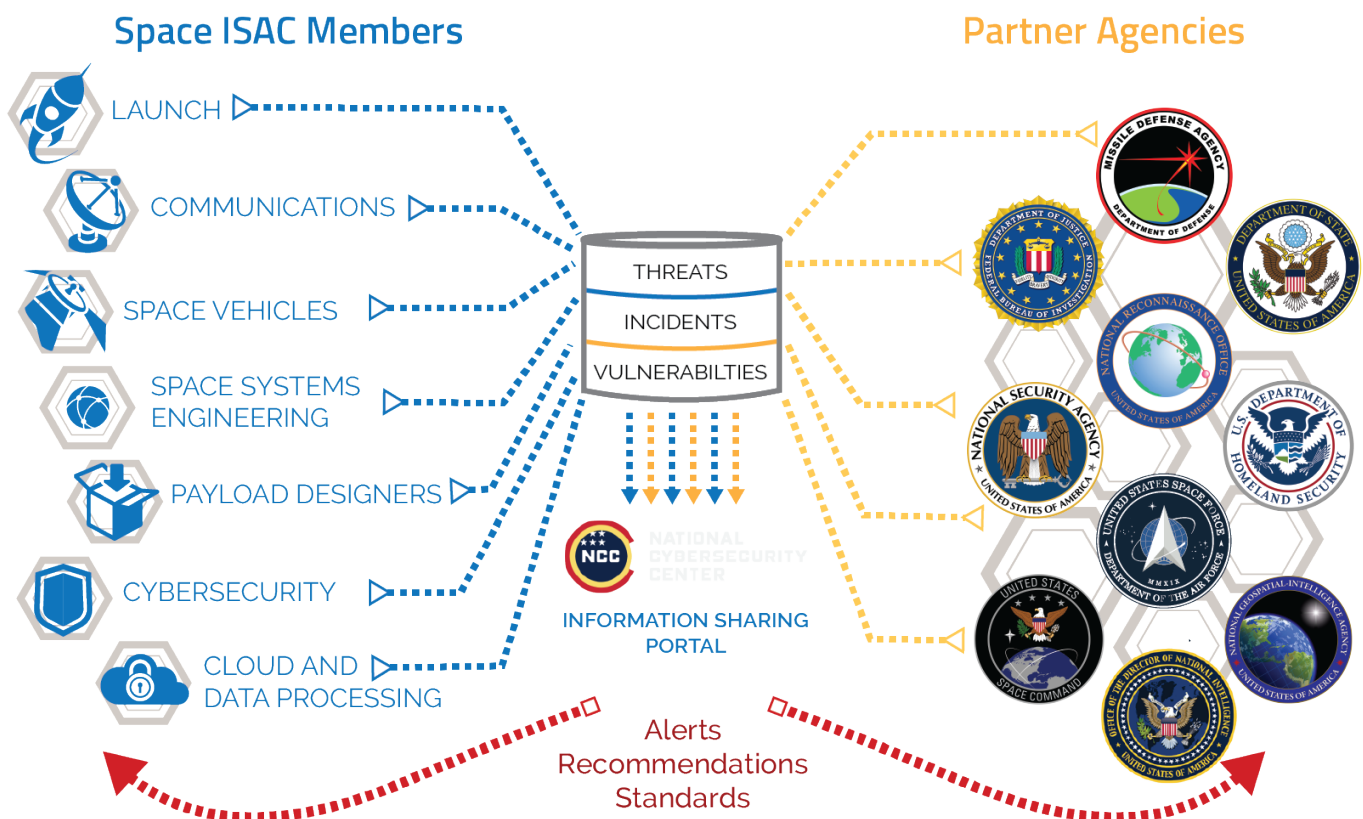 Space ISAC Members
Partner Agencies
LAUNCH
COMMUNICATIONS
SPACE VEHICLES
SPACE SYSTEMS
ENGINEERING
PAYLOAD DESIGNERS
CYBERSECURITY
CLOUD AND
DATA PROCESSING
THREATS
INCIDENTS
VULNERABILTIES
NCC
NATIONAL
CYBERSECURITY
CENTER
INFORMATION SHARING
PORTAL
Alerts
Recommendations
Standards
MISSILE DEFENSE AGENCY
DEPARTMENT OF DEFENSE
DEPARTMENT OF JUSTICE
FEDERAL BUREAU OF INVESTIGATION
DEPARTMENT OF STATE
UNITED STATES OF AMERICA
NATIONAL RECONNAISSANCE OFFICE
UNITED STATES OF AMERICA
NATIONAL SECURITY AGENCY
UNITED STATES OF AMERICA
U.S. DEPARTMENT OF
HOMELAND SECURITY
UNITED STATES SPACE FORCE
MMXIX
DEPARTMENT OF THE AIR FORCE
UNITED STATES
SPACE COMMAND
NATIONAL GEOSPATIAL-INTELLIGENCE AGENCY
UNITED STATES OF AMERICA
OFFICE OF THE DIRECTOR OF NATIONAL INTELLIGENCE
UNITED STATES OF AMERICA